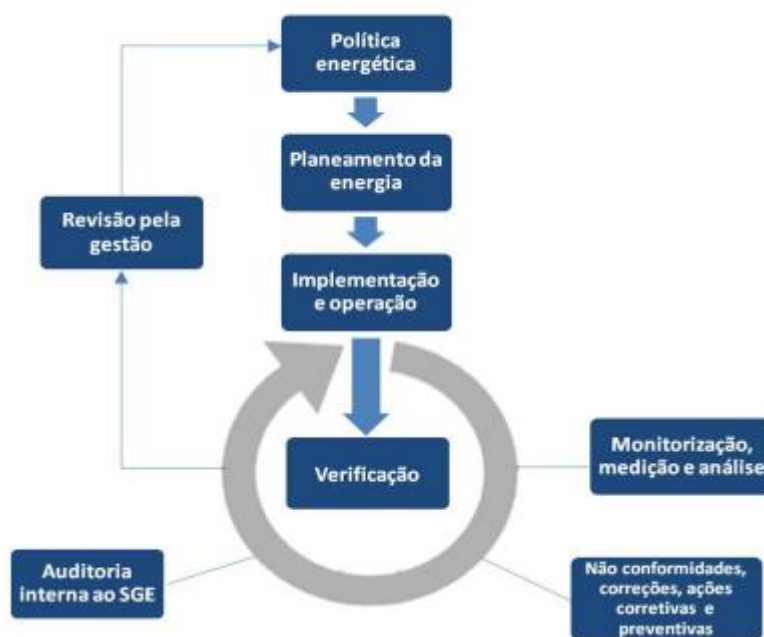 Política
energética
Planeamento da
energia
Revisão pela
gestão
Implementação
e operação
Verificação
Monitorização,
medição e análise
Auditoria
interna ao SGE
Não conformidades,
correções, ações
corretivas e
preventivas